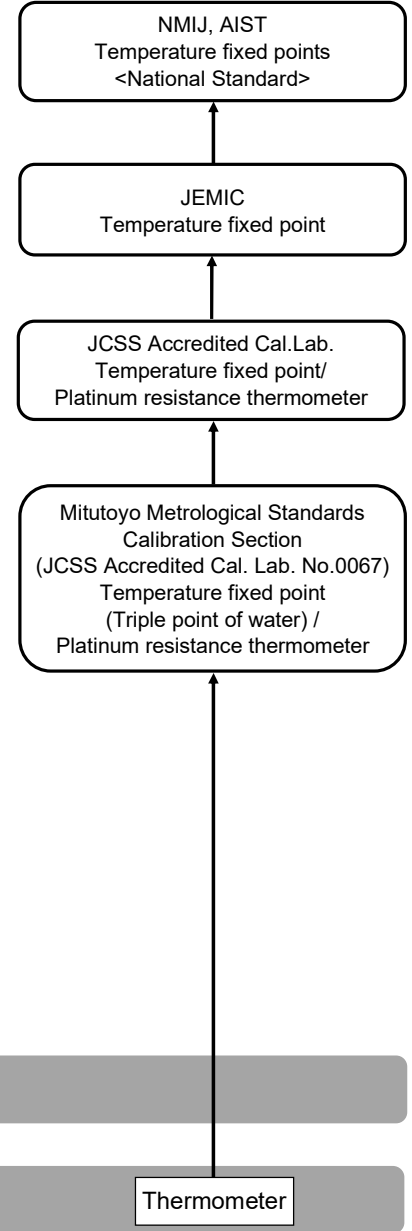 NMIJ, AIST
Temperature fixed points
<National Standard>
JEMIC
Temperature fixed point
JCSS Accredited Cal.Lab.
Temperature fixed point/
Platinum resistance thermometer
Mitutoyo Metrological Standards
Calibration Section
(JCSS Accredited Cal. Lab. No.0067)
Temperature fixed point
(Triple point of water) /
Platinum resistance thermometer
Thermometer